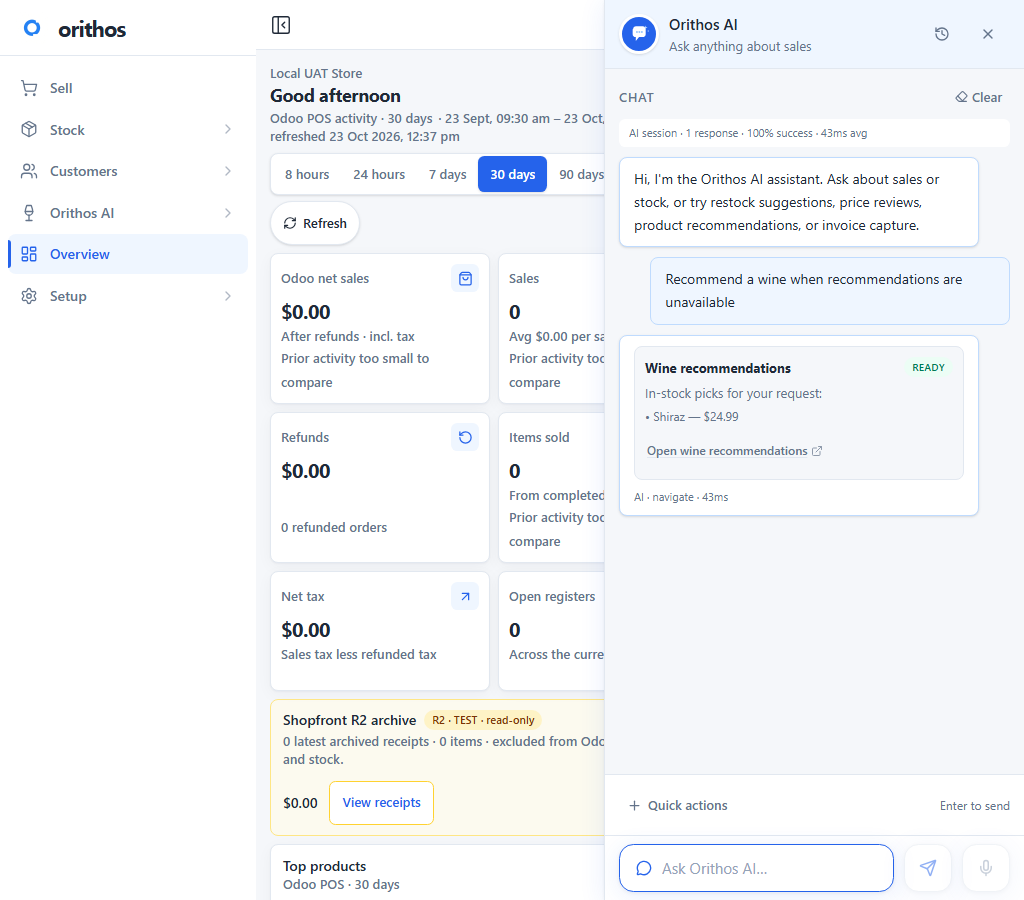 orithos
Sell
Stock
Customers
Orithos AI
Overview
Setup
Local UAT Store
Good afternoon
Odoo POS activity · 30 days · 23 Sept, 09:30 am – 23 Oct,
refreshed 23 Oct 2026, 12:37 pm
8 hours
24 hours
7 days
30 days
90 days
Refresh
Odoo net sales
$0.00
After refunds · incl. tax
Prior activity too small to
compare
Sales
0
Avg $0.00 per sa
Prior activity too
compare
Refunds
$0.00
0 refunded orders
Items sold
0
From completed
Prior activity too
compare
Net tax
$0.00
Sales tax less refunded tax
Open registers
0
Across the curre
Shopfront R2 archive
R2 · TEST · read-only
0 latest archived receipts · 0 items · excluded from Odo
and stock.
$0.00
View receipts
Top products
Odoo POS · 30 days
Orithos AI
Ask anything about sales
CHAT
Clear
AI session · 1 response · 100% success · 43ms avg
Hi, I'm the Orithos AI assistant. Ask about sales or
stock, or try restock suggestions, price reviews,
product recommendations, or invoice capture.
Recommend a wine when recommendations are
unavailable
Wine recommendations
READY
In-stock picks for your request:
• Shiraz — $24.99
Open wine recommendations
AI · navigate · 43ms
Quick actions
Enter to send
Ask Orithos AI...